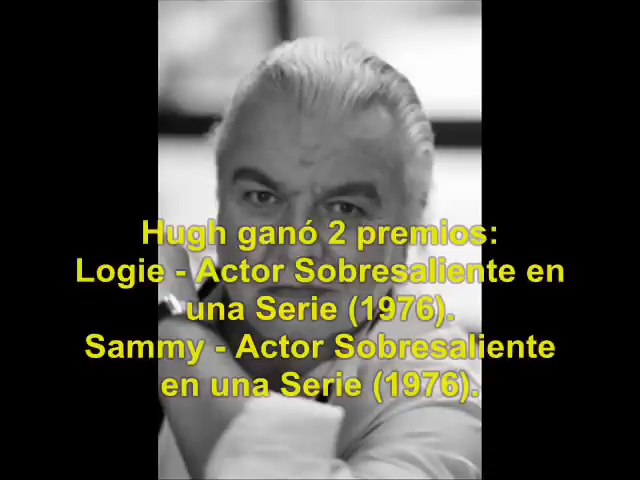 Hugh ganó 2 premios:
Logie - Actor Sobresaliente en
una Serie (1976).
Sammy - Actor Sobresaliente
en una Serie (1976).